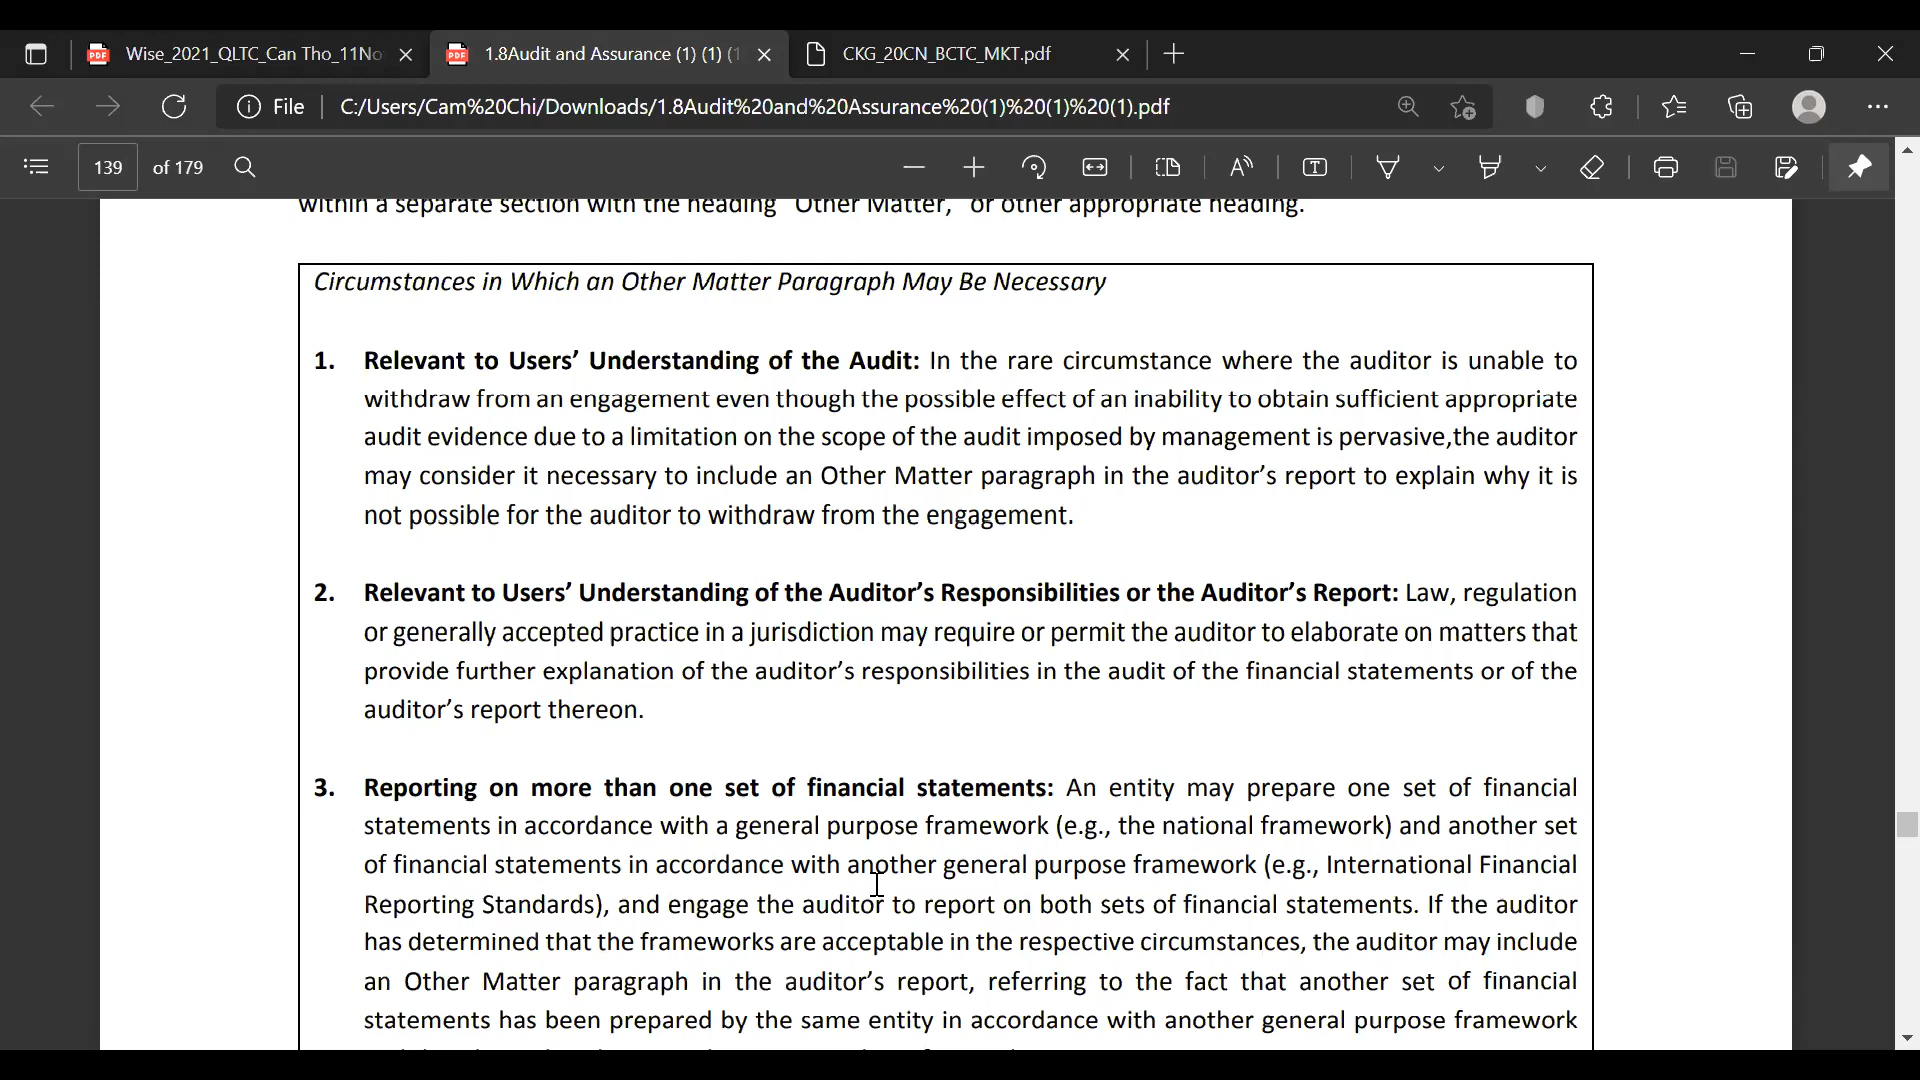 Wise_2021_QLTC_Can Tho_11No
1.8Audit and Assurance (1) (1) (1
CKG_20CN_BCTC_MKT.pdf
File
C:/Users/Cam%20Chi/Downloads/1.8Audit%20and%20Assurance%20(1)%20(1)%20(1).pdf
139 of 179
within a separate section with the heading "Other Matter," or other appropriate heading.
Circumstances in Which an Other Matter Paragraph May Be Necessary
1. Relevant to Users' Understanding of the Audit: In the rare circumstance where the auditor is unable to
withdraw from an engagement even though the possible effect of an inability to obtain sufficient appropriate
audit evidence due to a limitation on the scope of the audit imposed by management is pervasive,the auditor
may consider it necessary to include an Other Matter paragraph in the auditor's report to explain why it is
not possible for the auditor to withdraw from the engagement.
2. Relevant to Users' Understanding of the Auditor's Responsibilities or the Auditor's Report: Law, regulation
or generally accepted practice in a jurisdiction may require or permit the auditor to elaborate on matters that
provide further explanation of the auditor's responsibilities in the audit of the financial statements or of the
auditor's report thereon.
3. Reporting on more than one set of financial statements: An entity may prepare one set of financial
statements in accordance with a general purpose framework (e.g., the national framework) and another set
of financial statements in accordance with another general purpose framework (e.g., International Financial
Reporting Standards), and engage the auditor to report on both sets of financial statements. If the auditor
has determined that the frameworks are acceptable in the respective circumstances, the auditor may include
an Other Matter paragraph in the auditor's report, referring to the fact that another set of financial
statements has been prepared by the same entity in accordance with another general purpose framework